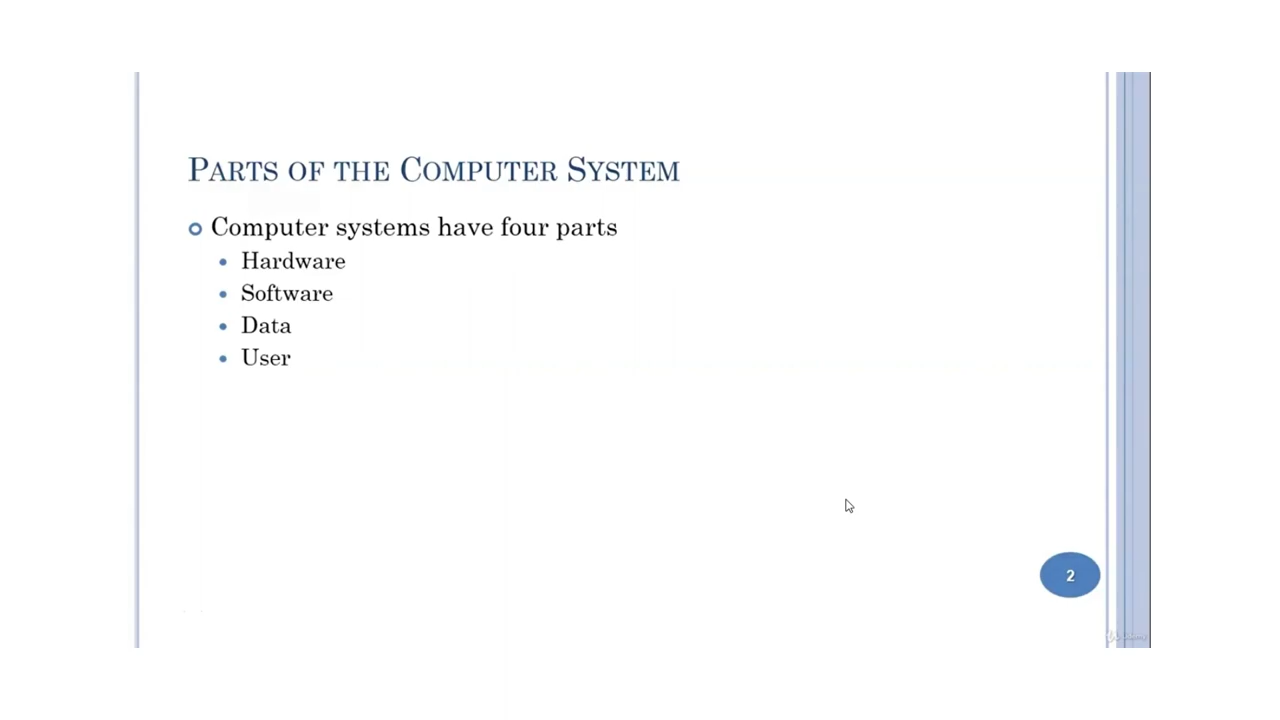 PARTS OF THE COMPUTER SYSTEM
Computer systems have four parts
Hardware
Software
Data
User
2